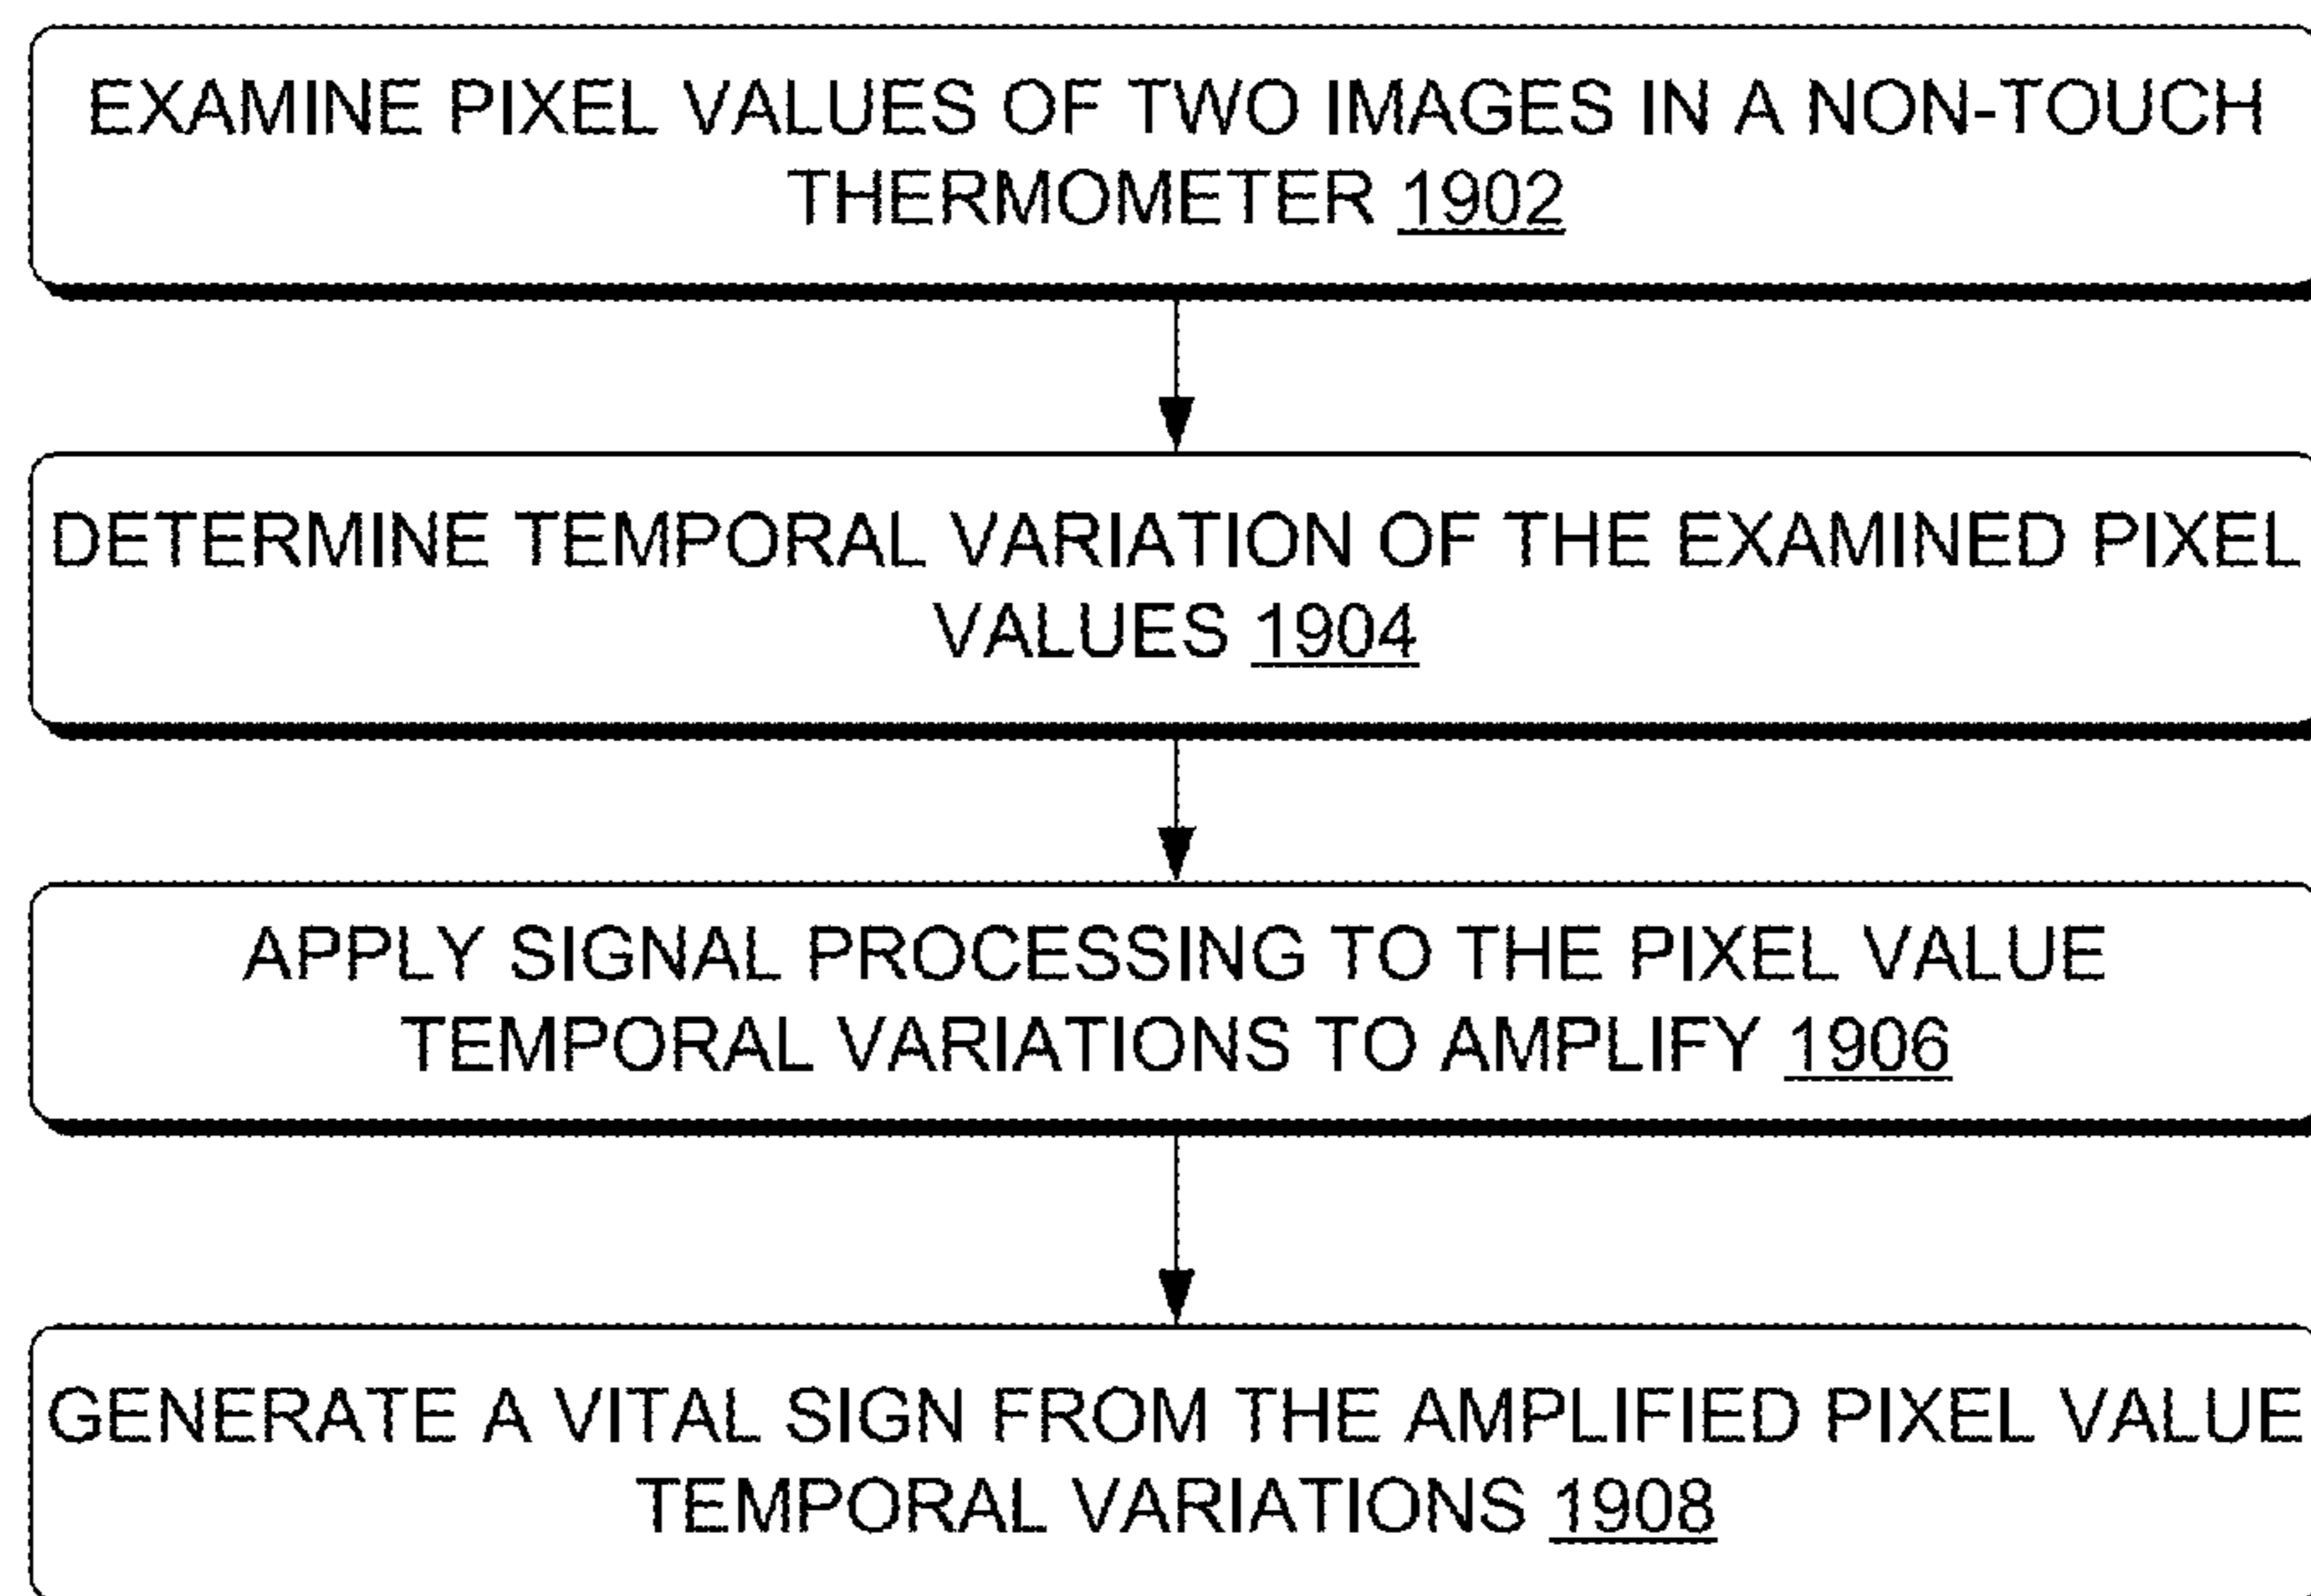 EXAMINE PIXEL VALUES OF TWO IMAGES IN A NON-TOUCH
THERMOMETER 1902
DETERMINE TEMPORAL VARIATION OF THE EXAMINED PIXEL
VALUES 1904
APPLY SIGNAL PROCESSING TO THE PIXEL VALUE
TEMPORAL VARIATIONS TO AMPLIFY 1906
GENERATE A VITAL SIGN FROM THE AMPLIFIED PIXEL VALUE
TEMPORAL VARIATIONS 1908